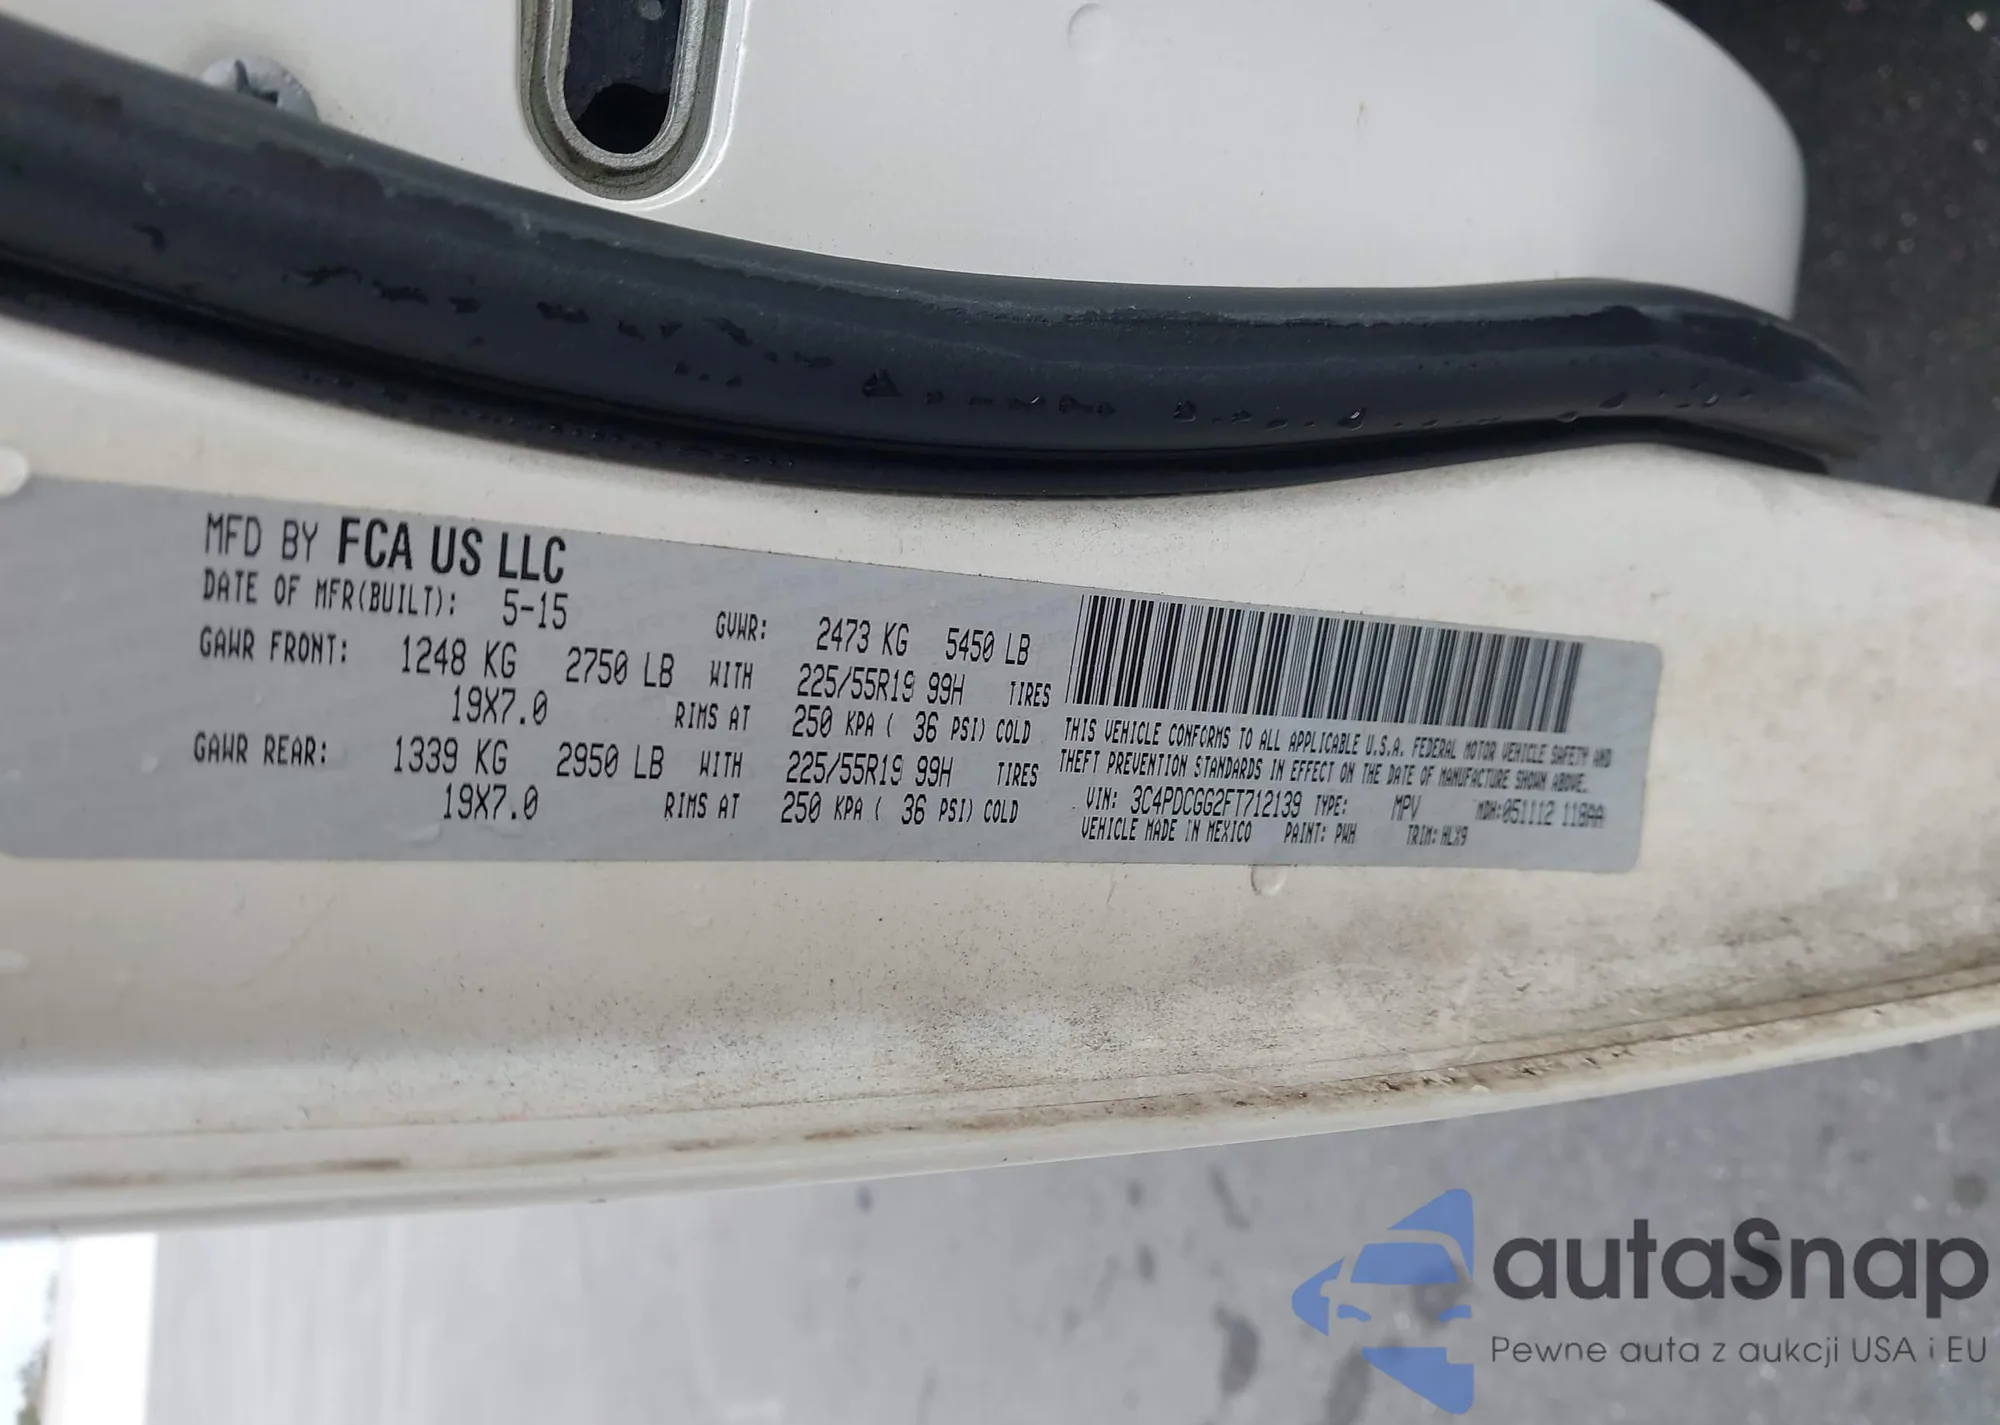 MFD BY FCA US LLC
DATE OF MFR(BUILT): 5-15 GVWR: 2473 KG 5450 LB
GAWR FRONT: 1248 KG 2750 LB WITH 225/55R19 99H TIRES
19X7.0 RIMS AT 250 KPA ( 36 PSI) COLD
GAWR REAR: 1339 KG 2950 LB WITH 225/55R19 99H TIRES
19X7.0 RIMS AT 250 KPA ( 36 PSI) COLD
THIS VEHICLE CONFORMS TO ALL APPLICABLE U.S.A. FEDERAL MOTOR VEHICLE SAFETY AND
THEFT PREVENTION STANDARDS IN EFFECT ON THE DATE OF MANUFACTURE SHOWN ABOVE.
VIN: 3C4PDCGG2FT712139 TYPE: MPV MDH:051112 118AA
VEHICLE MADE IN MEXICO PAINT: PWH TRIM: HLX9
autaSnap
Pewne auta z aukcji USA i EU